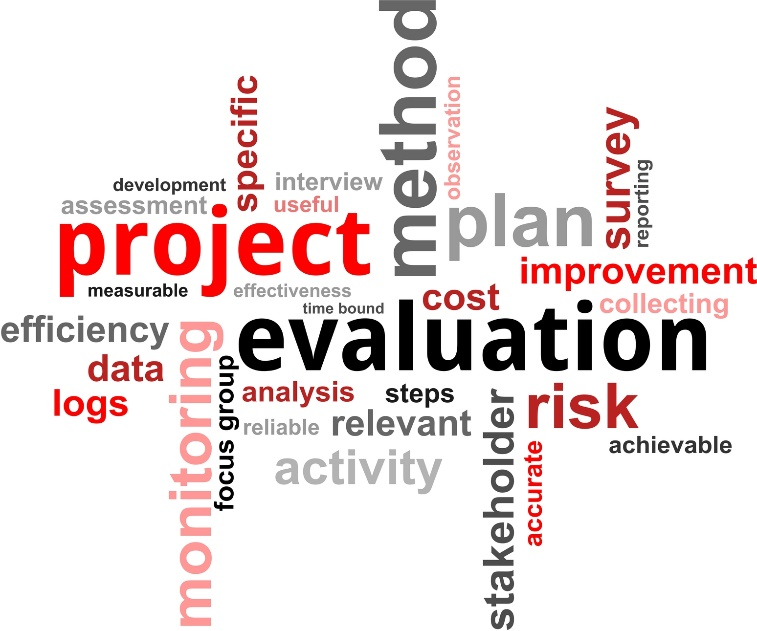 method
specific
observation
survey
development
interview
reporting
assessment
useful
plan
project
improvement
measurable
effectiveness
cost
collecting
time bound
efficiency
evaluation
monitoring
data
focus group
analysis
steps
risk
logs
stakeholder
reliable
relevant
achievable
accurate
activity